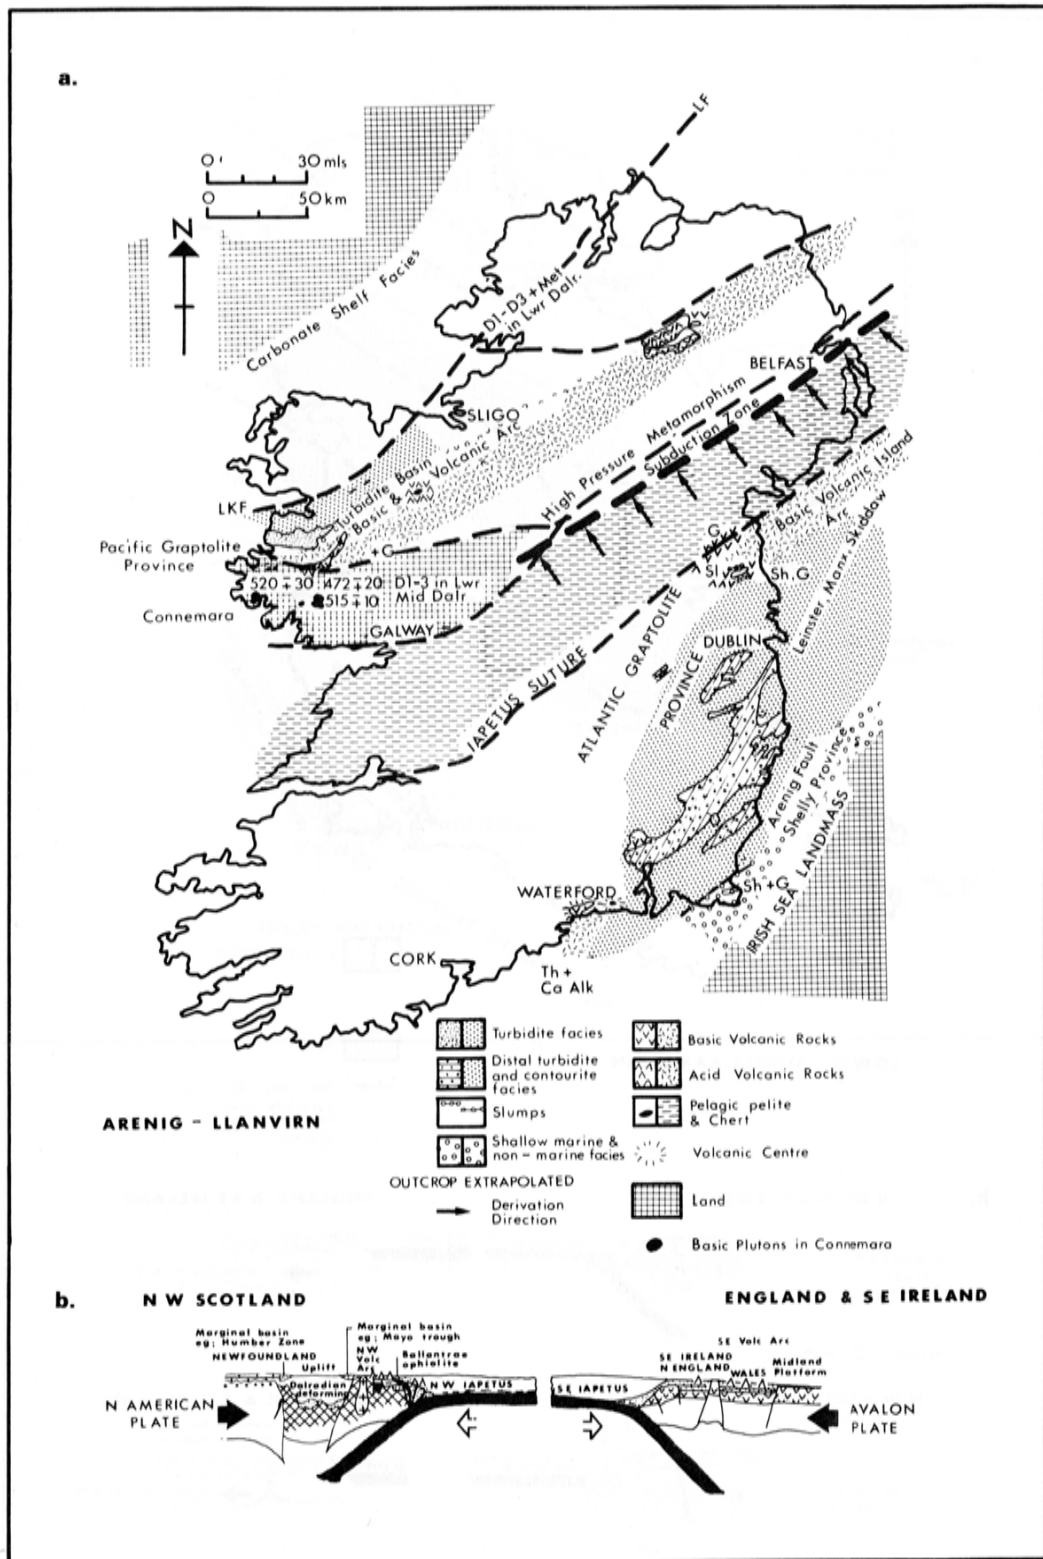 a.
LF
0 30 mls
0 50 km
N
Carbonate Shelf Facies
D1-D3 + Met
in Lwr Dalr.
SLIGO
BELFAST
Turbidite Basin
Basic & Volcanic Arc
High Pressure Metamorphism
Subduction Zone
LKF
Pacific Graptolite
Province
+G
520 ∓ 30 472 ∓ 20 D1-3 in Lwr
515 ∓ 10 Mid Dalr
Connemara
GALWAY
IAPETUS SUTURE
Basic Volcanic Island
Arc
G
Sl
Sh.G
Leinster, Manx Skiddaw
ATLANTIC GRAPTOLITE
PROVINCE
DUBLIN
Arenig Fault
Shelly Province
IRISH SEA LANDMASS
WATERFORD
Sh+G
CORK
Th +
Ca Alk
Turbidite facies
Distal turbidite
and contourite
facies
Slumps
Shallow marine &
non-marine facies
OUTCROP EXTRAPOLATED
Derivation
Direction
Basic Volcanic Rocks
Acid Volcanic Rocks
Pelagic pelite
& Chert
Volcanic Centre
Land
Basic Plutons in Connemara
ARENIG - LLANVIRN
b. N W SCOTLAND ENGLAND & S E IRELAND
Marginal basin
eg; Humber Zone
NEWFOUNDLAND
Uplift
Marginal basin
eg; Mayo trough
NW
Volc
Arc
Ballantrae
ophiolite
Dalradian
deforming
N W IAPETUS
S E IAPETUS
SE Volc Arc
SE IRELAND
N ENGLAND
WALES
Midland
Platform
N AMERICAN
PLATE
AVALON
PLATE